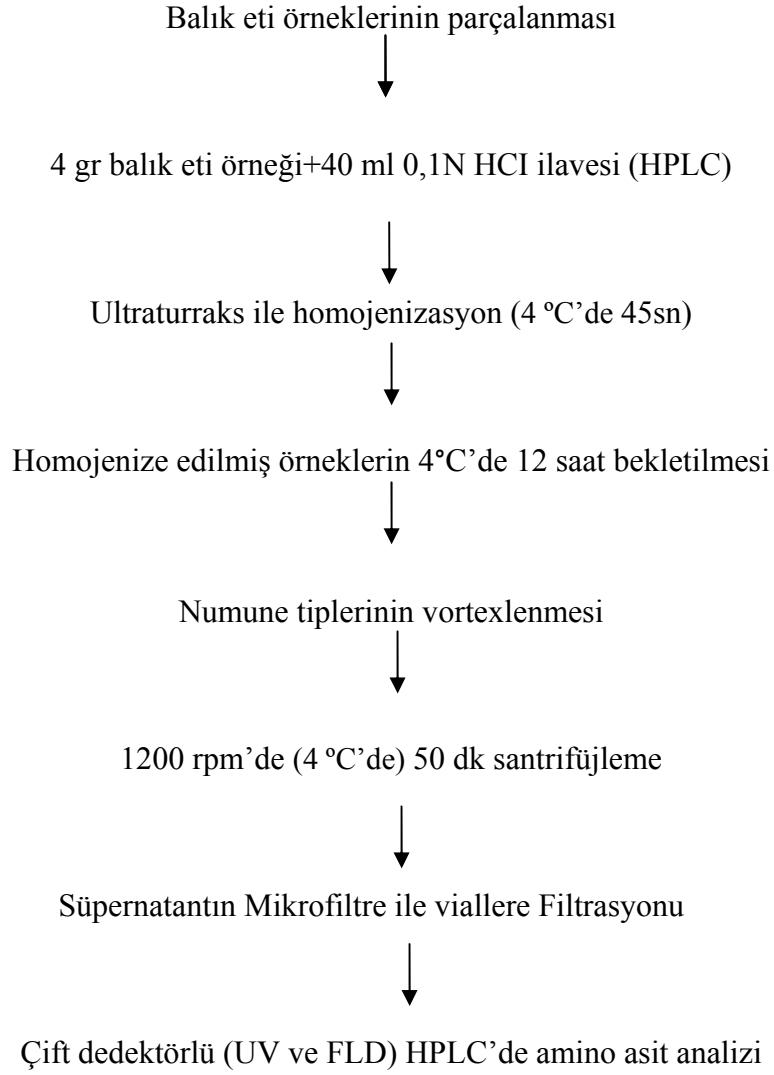 Balık eti örneklerinin parçalanması
4 gr balık eti örneği+40 ml 0,1N HCI ilavesi (HPLC)
Ultraturraks ile homojenizasyon (4 ºC’de 45sn)
Homojenize edilmiş örneklerin 4°C’de 12 saat bekletilmesi
Numune tiplerinin vortexlenmesi
1200 rpm’de (4 ºC’de) 50 dk santrifüjleme
Süpernatantın Mikrofiltre ile viallere Filtrasyonu
Çift dedektörlü (UV ve FLD) HPLC’de amino asit analizi